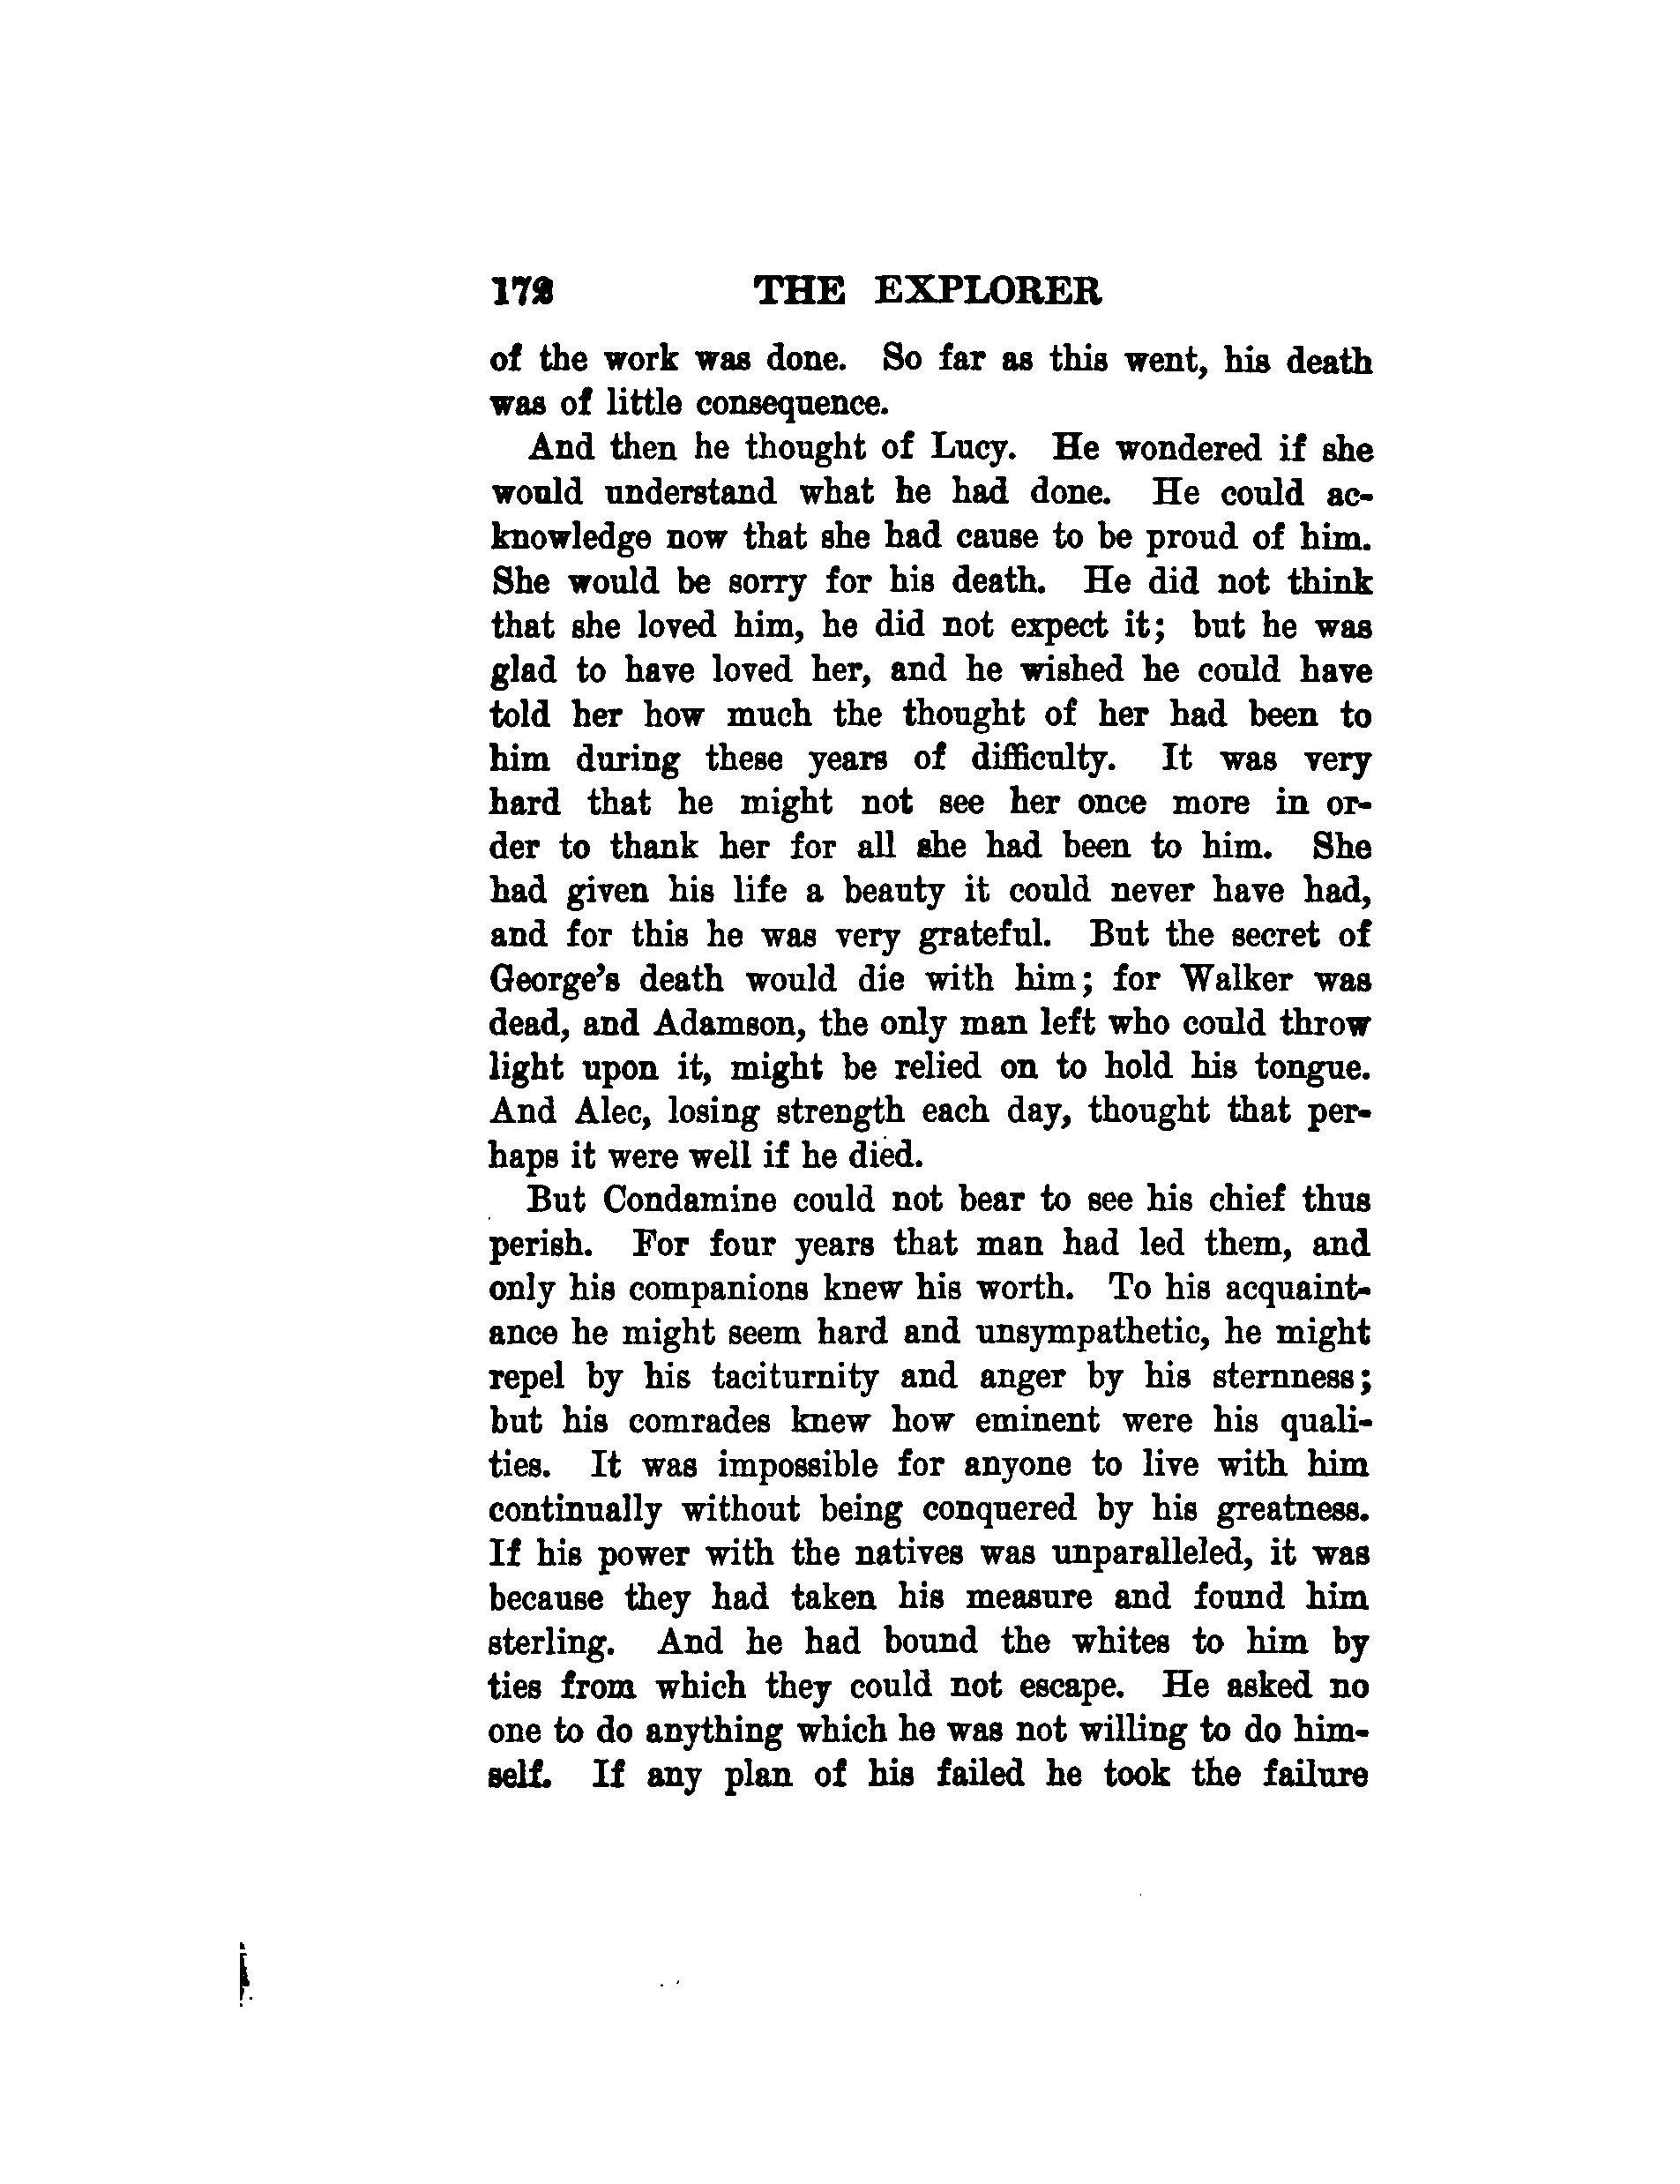 172 THE EXPLORER
of the work was done. So far as this went, his death
was of little consequence.
And then he thought of Lucy. He wondered if she
would understand what he had done. He could ac-
knowledge now that she had cause to be proud of him.
She would be sorry for his death. He did not think
that she loved him, he did not expect it; but he was
glad to have loved her, and he wished he could have
told her how much the thought of her had been to
him during these years of difficulty. It was very
hard that he might not see her once more in or-
der to thank her for all she had been to him. She
had given his life a beauty it could never have had,
and for this he was very grateful. But the secret of
George's death would die with him; for Walker was
dead, and Adamson, the only man left who could throw
light upon it, might be relied on to hold his tongue.
And Alec, losing strength each day, thought that per-
haps it were well if he died.
But Condamine could not bear to see his chief thus
perish. For four years that man had led them, and
only his companions knew his worth. To his acquaint-
ance he might seem hard and unsympathetic, he might
repel by his taciturnity and anger by his sternness;
but his comrades knew how eminent were his quali-
ties. It was impossible for anyone to live with him
continually without being conquered by his greatness.
If his power with the natives was unparalleled, it was
because they had taken his measure and found him
sterling. And he had bound the whites to him by
ties from which they could not escape. He asked no
one to do anything which he was not willing to do him-
self. If any plan of his failed he took the failure